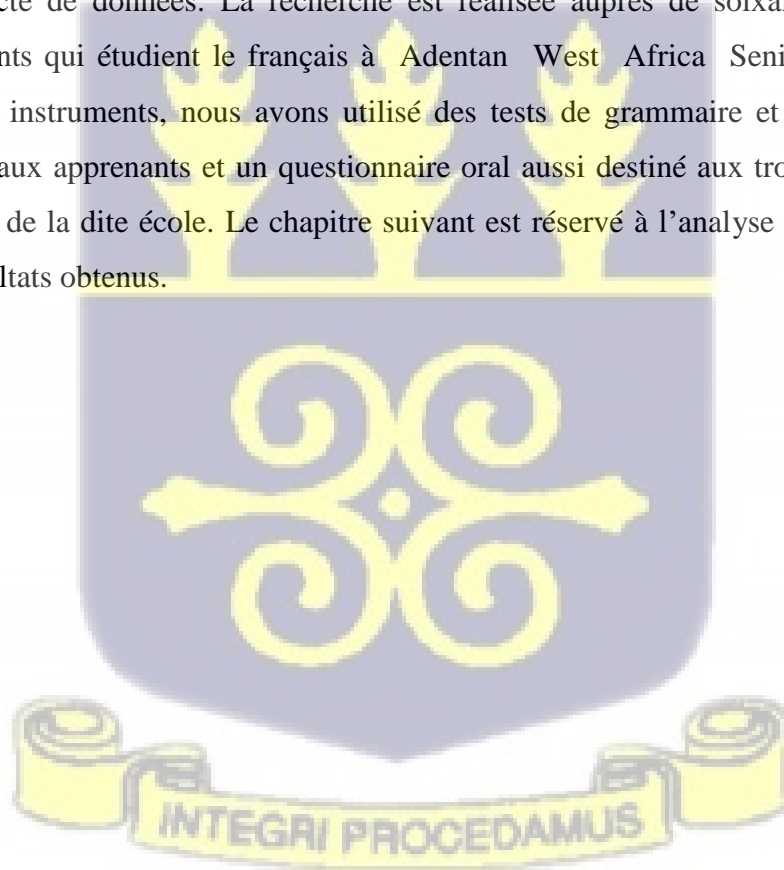 cte de données. La recherche est réalisée auprès de soixa
nts qui étudient le français à Adentan West Africa Seni
instruments, nous avons utilisé des tests de grammaire et
aux apprenants et un questionnaire oral aussi destiné aux tro
de la dite école. Le chapitre suivant est réservé à l’analyse
ltats obtenus.
INTEGRI PROCEDAMUS